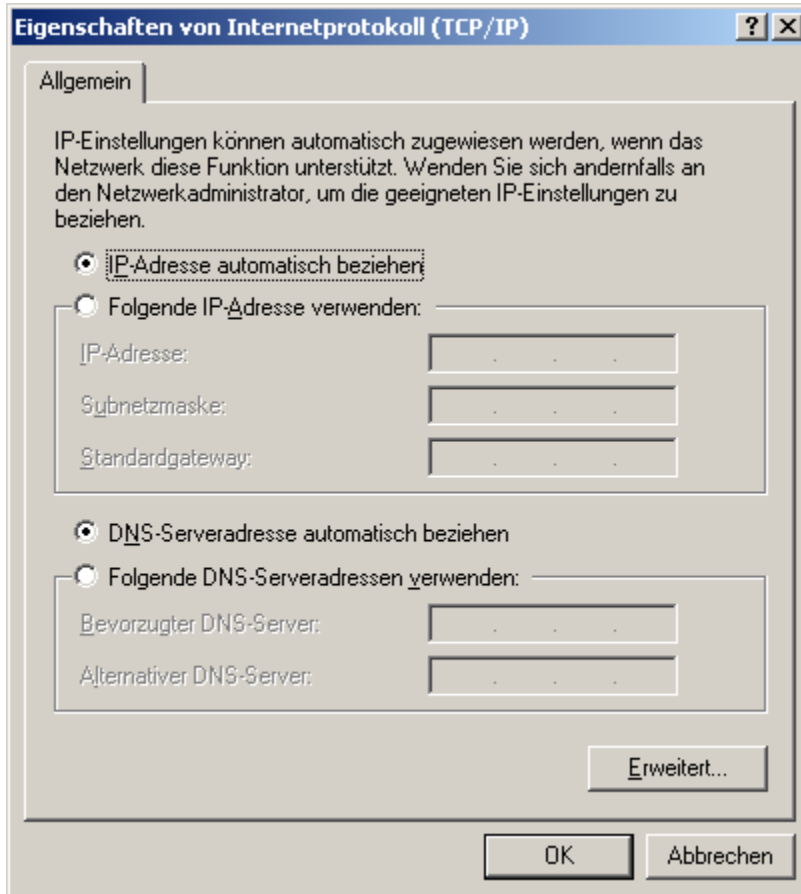 Eigenschaften von Internetprotokoll (TCP/IP)
Allgemein
IP-Einstellungen können automatisch zugewiesen werden, wenn das
Netzwerk diese Funktion unterstützt. Wenden Sie sich andernfalls an
den Netzwerkadministrator, um die geeigneten IP-Einstellungen zu
beziehen.
IP-Adresse automatisch beziehen
Folgende IP-Adresse verwenden:
IP-Adresse:
Subnetzmaske:
Standardgateway:
DNS-Serveradresse automatisch beziehen
Folgende DNS-Serveradressen verwenden:
Bevorzugter DNS-Server:
Alternativer DNS-Server:
Erweitert...
OK Abbrechen